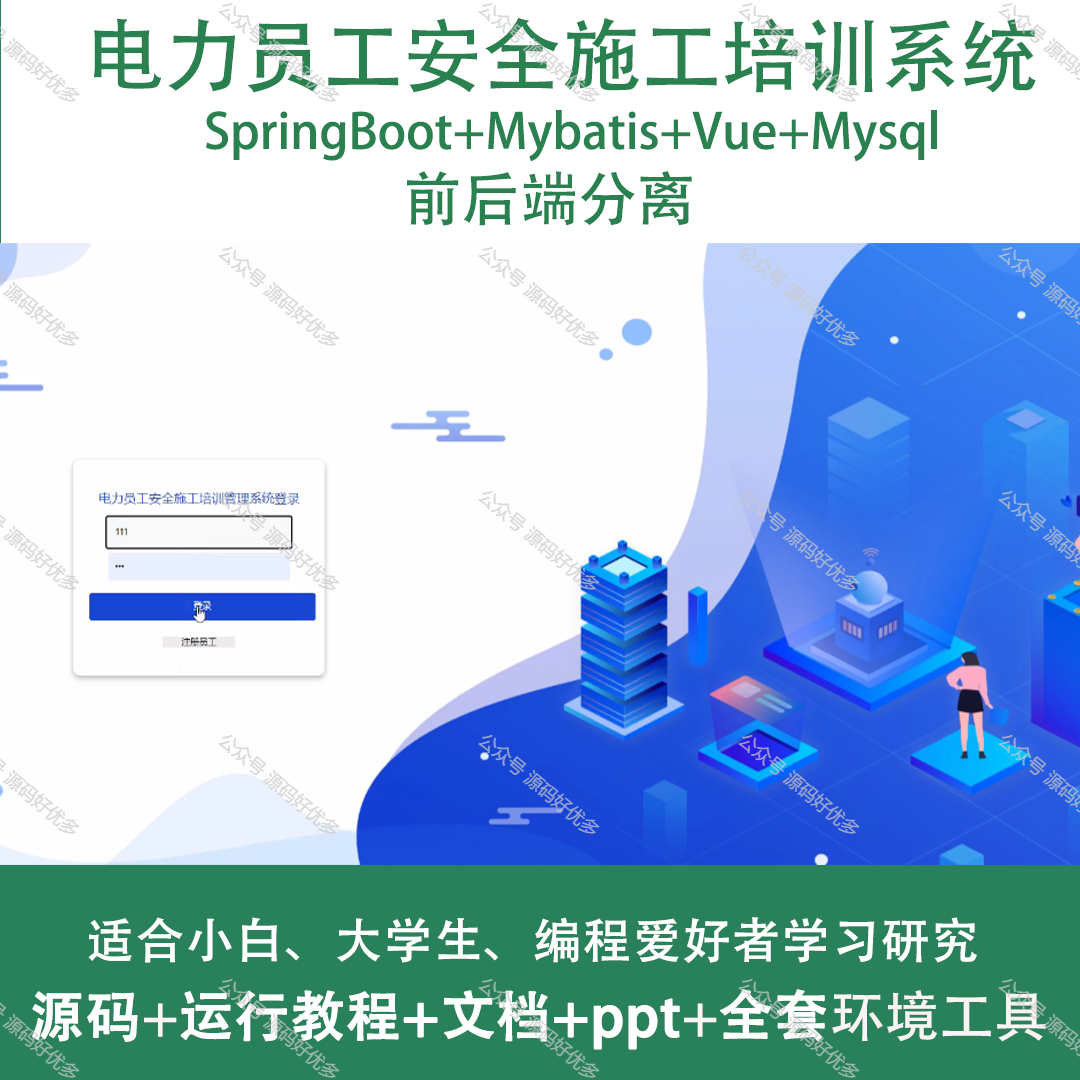 电力员工安全施工培训系统
SpringBoot+Mybatis+Vue+Mysql
前后端分离
电力员工安全施工培训管理系统登录
111
•••
登录
注册员工
适合小白、大学生、编程爱好者学习研究
源码+运行教程+文档+ppt+全套环境工具
公众号 源码好优多